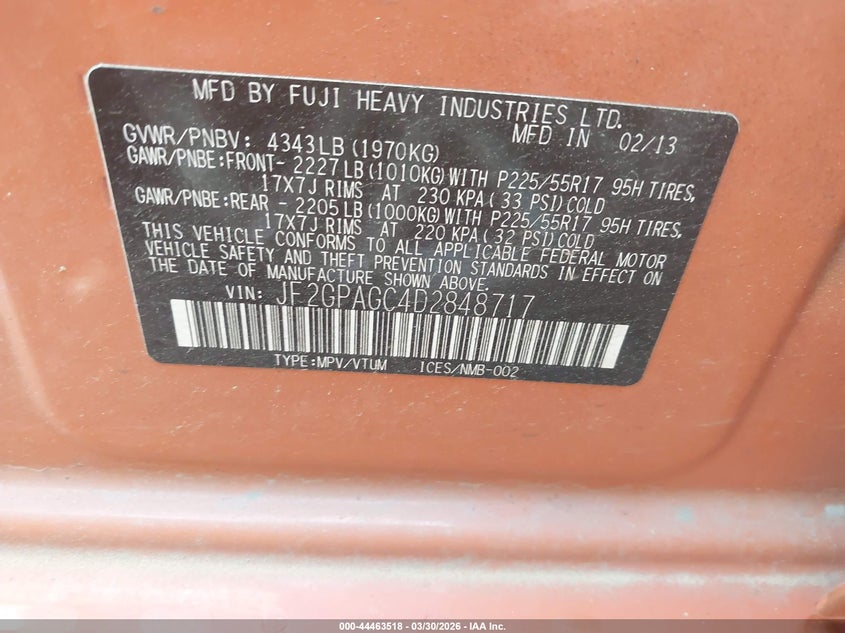 MFD BY FUJI HEAVY INDUSTRIES LTD.
MFD IN 02/13
GVWR/PNBV: 4343LB (1970KG)
GAWR/PNBE:FRONT- 2227LB (1010KG) WITH P225/55R17 95H TIRES,
17X7J RIMS AT 230 KPA( 33 PSI)COLD
GAWR/PNBE:REAR - 2205LB (1000KG) WITH P225/55R17 95H TIRES,
17X7J RIMS AT 220 KPA( 32 PSI)COLD
THIS VEHICLE CONFORMS TO ALL APPLICABLE FEDERAL MOTOR
VEHICLE SAFETY AND THEFT PREVENTION STANDARDS IN EFFECT ON
THE DATE OF MANUFACTURE SHOWN ABOVE.
VIN: JF2GPAGC4D2848717
TYPE:MPV/VTUM ICES/NMB-002
000-44463518 - 03/30/2026 - IAA Inc.